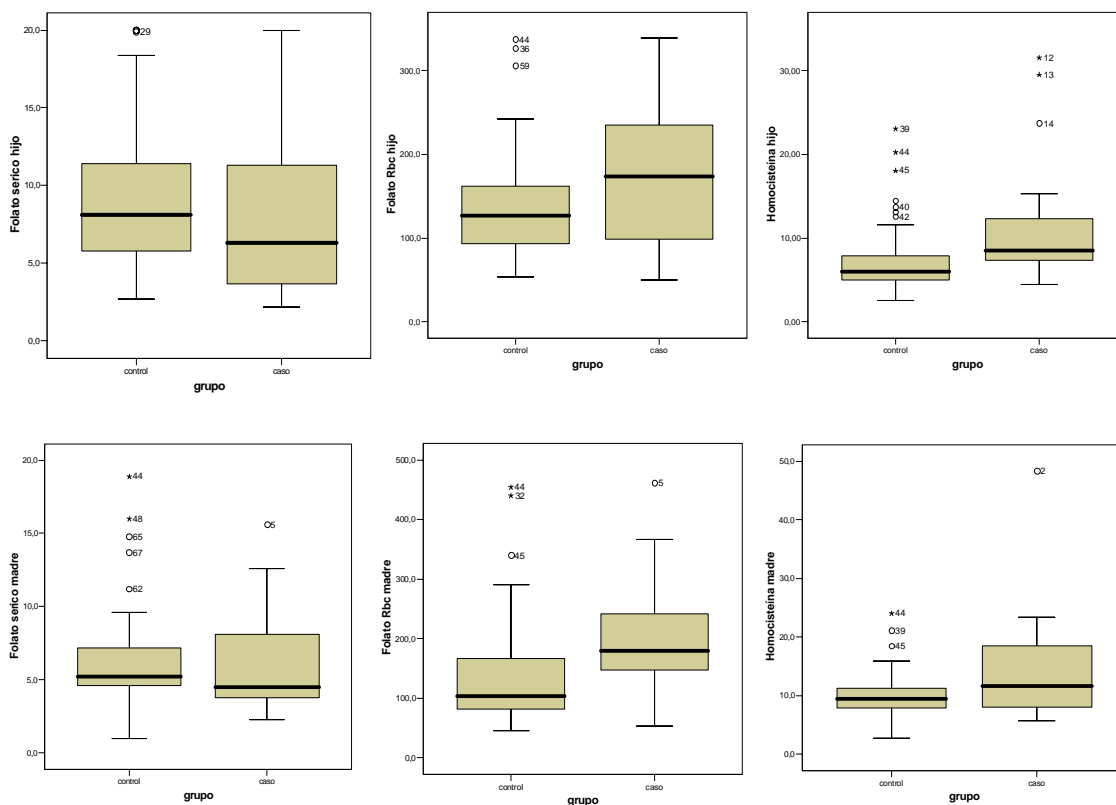 Folato serico hijo
20,0
15,0
10,0
5,0
0,0
29
control
caso
grupo
Folato Rbc hijo
300,0
200,0
100,0
0,0
44
36
59
control
caso
grupo
Homocisteína hijo
30,00
20,00
10,00
0,00
39
44
45
40
42
12
13
14
control
caso
grupo
Folato serico madre
20,0
15,0
10,0
5,0
0,0
44
48
65
67
62
5
control
caso
grupo
Folato Rbc madre
500,0
400,0
300,0
200,0
100,0
0,0
44
32
45
5
control
caso
grupo
Homocisteína madre
50,0
40,0
30,0
20,0
10,0
0,0
44
39
45
2
control
caso
grupo